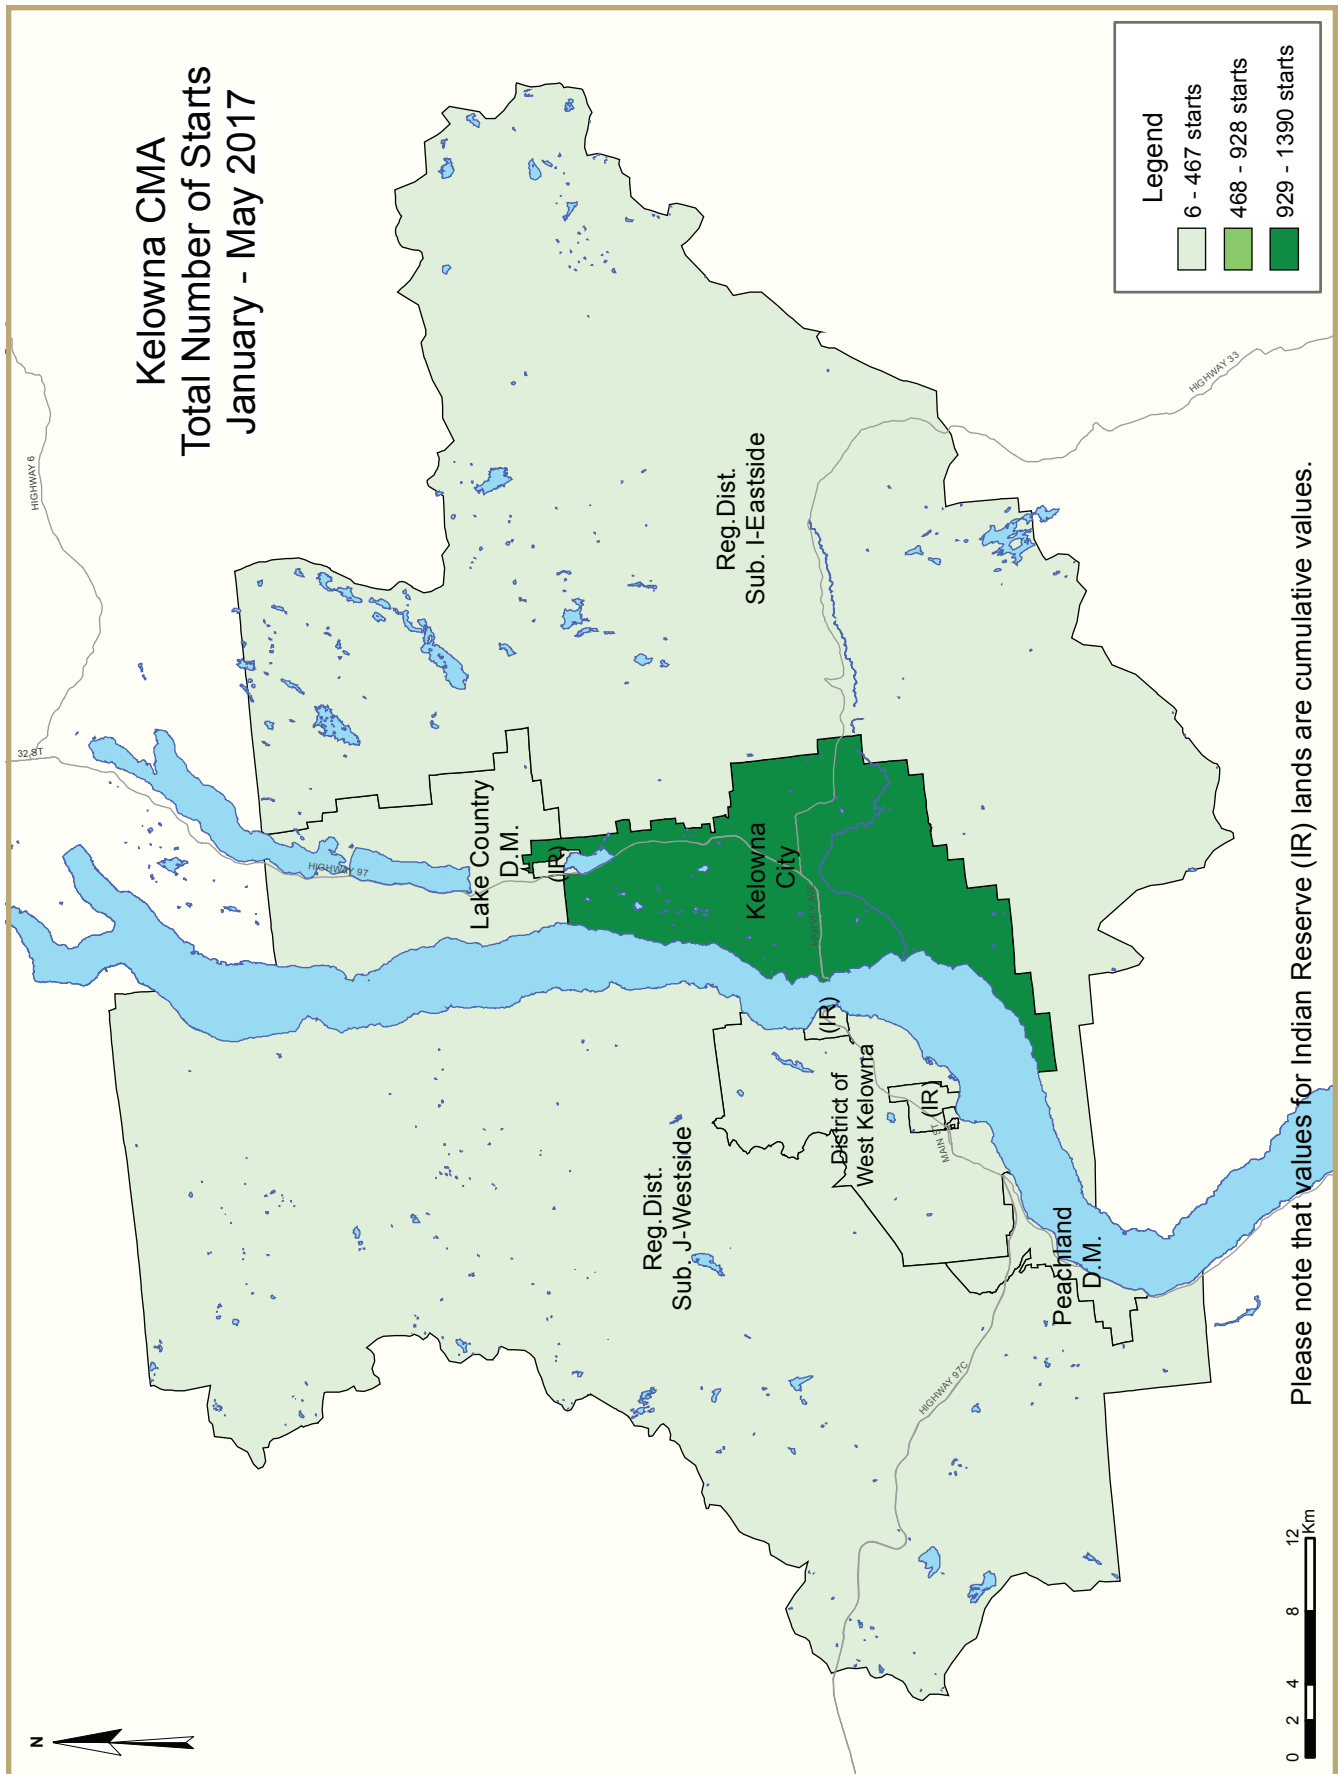 Kelowna CMA
Total Number of Starts
January - May 2017
N
HIGHWAY 6
32 ST
HIGHWAY 97
Lake Country
D.M.
(IR)
Kelowna
City
Reg.Dist.
Sub. I-Eastside
HIGHWAY 33
(IR)
District of
West Kelowna
(IR)
MAIN ST
Reg.Dist.
Sub. J-Westside
Peachland
D.M.
HIGHWAY 97C
Legend
6 - 467 starts
468 - 928 starts
929 - 1390 starts
0 2 4 8 12
Km
Please note that values for Indian Reserve (IR) lands are cumulative values.